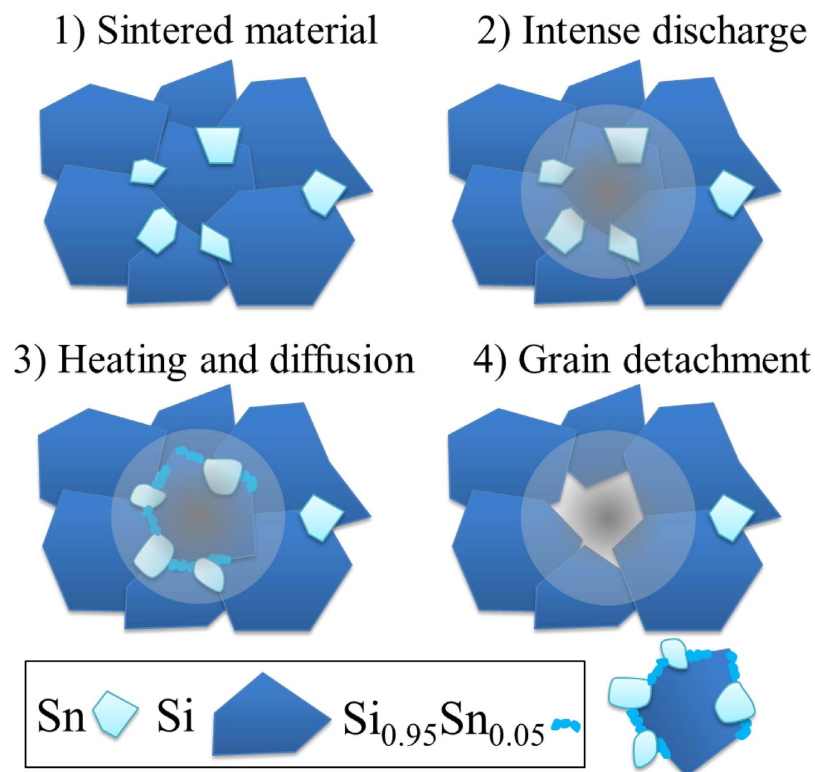 1) Sintered material
2) Intense discharge
3) Heating and diffusion
4) Grain detachment
Sn Si Si0.95Sn0.05